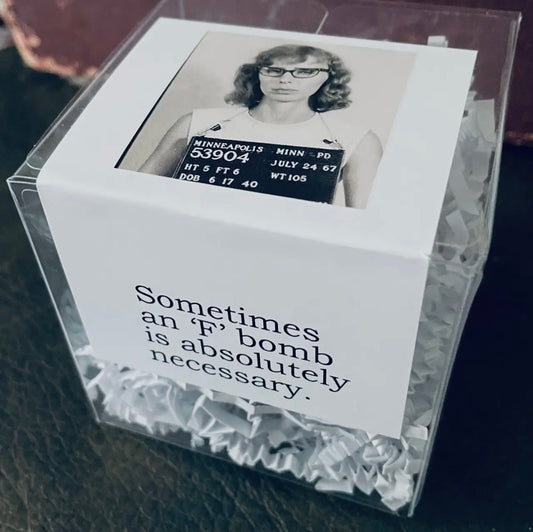 MINNEAPOLIS MINN - PD
53904 JULY 24 67
HT 5 FT 6 WT 105
DOB 6 17 40
Sometimes
an ‘F’ bomb
is absolutely
necessary.